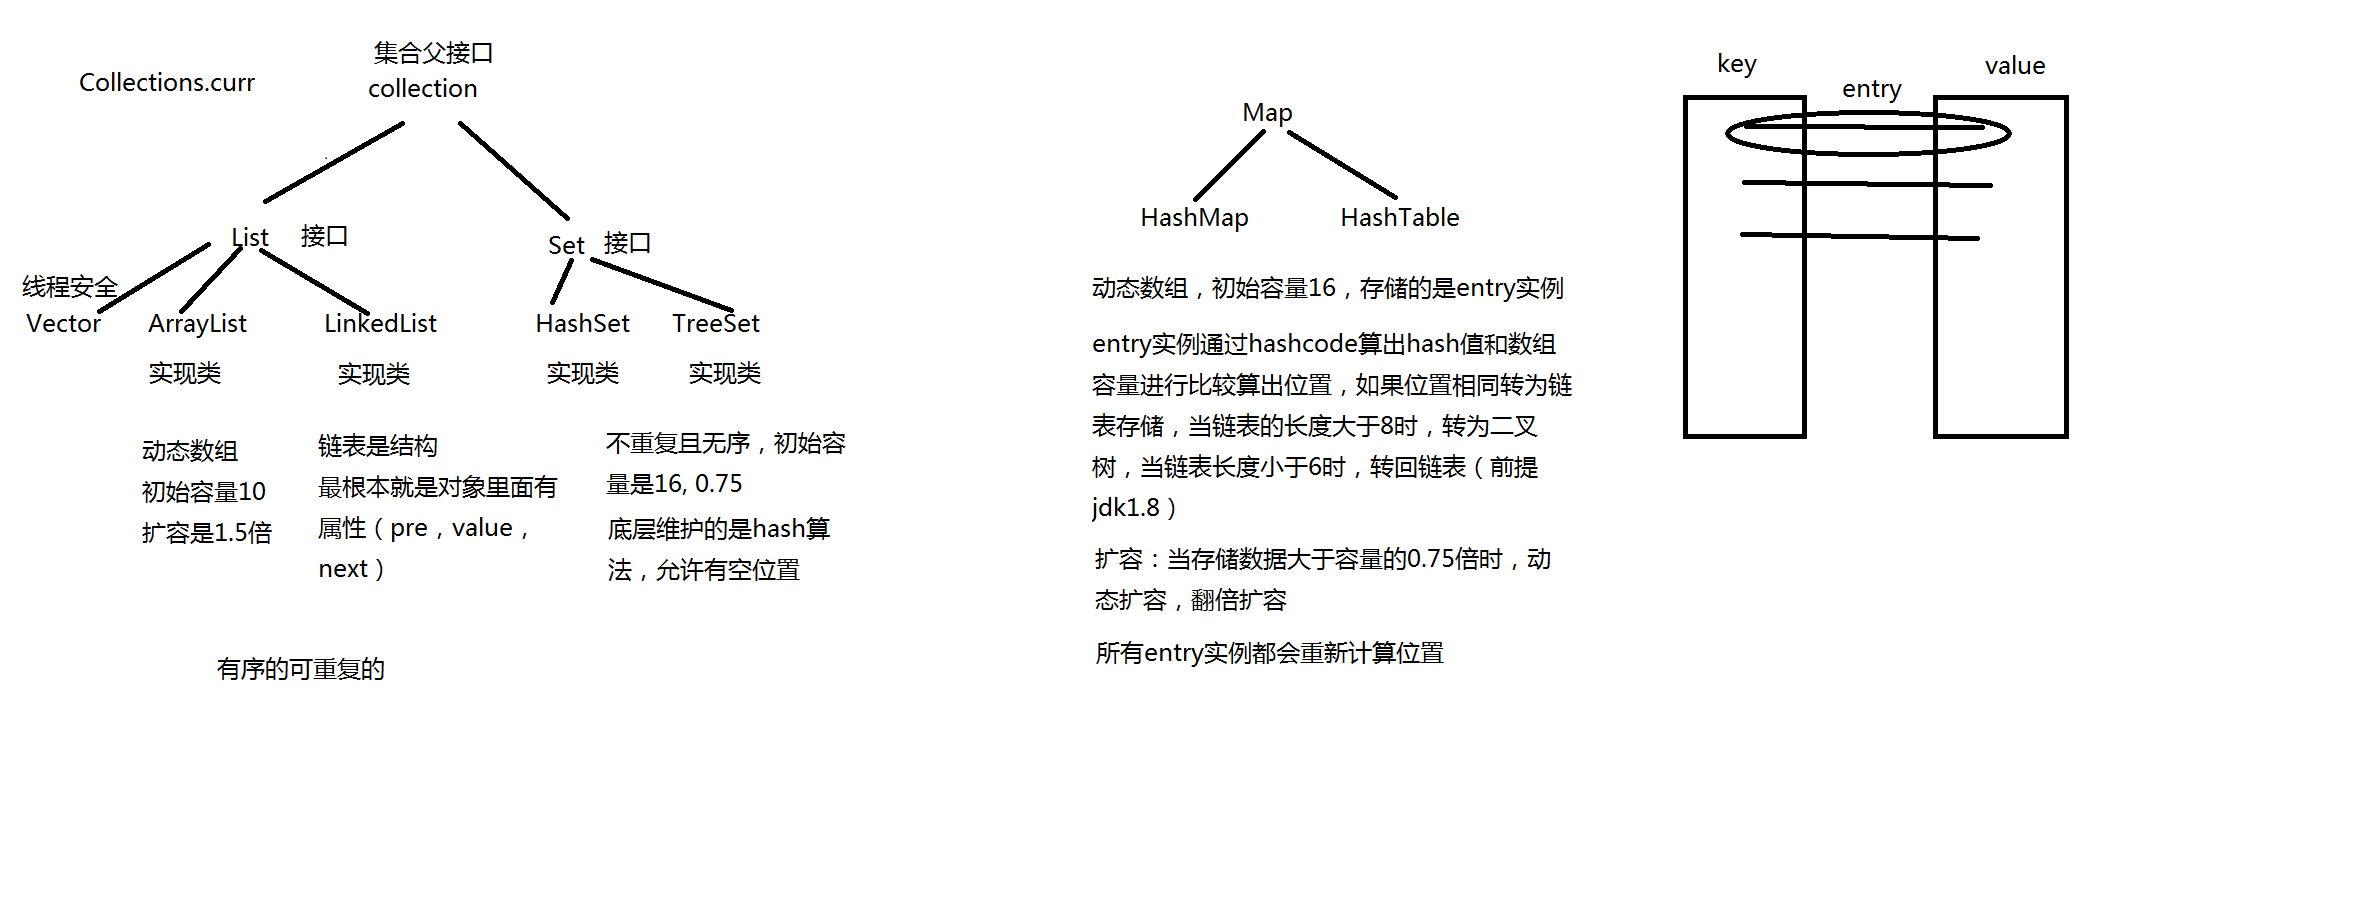 Collections.curr
集合父接口
collection
List 接口
Set 接口
线程安全
Vector
ArrayList
LinkedList
HashSet
TreeSet
实现类
实现类
实现类
实现类
动态数组
初始容量10
扩容是1.5倍
链表是结构
最根本就是对象里面有
属性（pre，value，
next）
不重复且无序，初始容
量是16, 0.75
底层维护的是hash算
法，允许有空位置
有序的可重复的
Map
HashMap
HashTable
动态数组，初始容量16，存储的是entry实例
entry实例通过hashcode算出hash值和数组
容量进行比较算出位置，如果位置相同转为链
表存储，当链表的长度大于8时，转为二叉
树，当链表长度小于6时，转回链表（前提
jdk1.8）
扩容：当存储数据大于容量的0.75倍时，动
态扩容，翻倍扩容
所有entry实例都会重新计算位置
key
entry
value